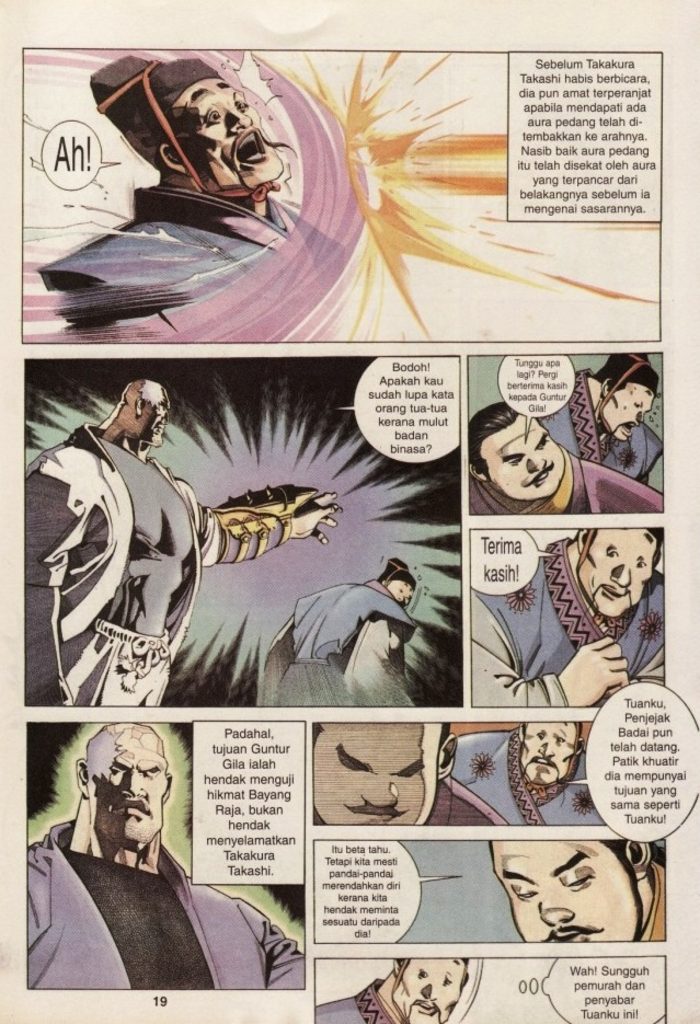 Ah!
Sebelum Takakura
Takashi habis berbicara,
dia pun amat terperanjat
apabila mendapati ada
aura pedang telah di-
tembakkan ke arahnya.
Nasib baik aura pedang
itu telah disekat oleh aura
yang terpancar dari
belakangnya sebelum ia
mengenai sasarannya.
Bodoh!
Apakah kau
sudah lupa kata
orang tua-tua
kerana mulut
badan
binasa?
Tunggu apa
lagi? Pergi
berterima kasih
kepada Guntur
Gila!
Terima
kasih!
Padahal,
tujuan Guntur
Gila ialah
hendak menguji
hikmat Bayang
Raja, bukan
hendak
menyelamatkan
Takakura
Takashi.
Tuanku,
Penjejak
Badai pun
telah datang.
Patik khuatir
dia mempunyai
tujuan yang
sama seperti
Tuanku!
Itu beta tahu.
Tetapi kita mesti
pandai-pandai
merendahkan diri
kerana kita
hendak meminta
sesuatu daripada
dia!
Wah! Sungguh
pemurah dan
penyabar
Tuanku ini!
19